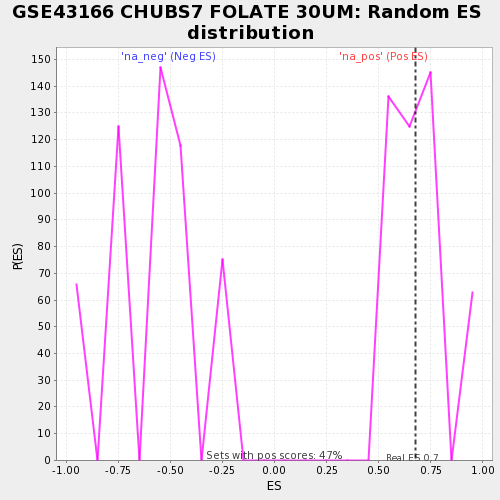 GSE43166 CHUBS7 FOLATE 30UM: Random ES
distribution
'na_neg' (Neg ES)
'na_pos' (Pos ES)
150
140
130
120
110
100
90
80
70
60
50
40
30
20
10
0
P(ES)
Sets with pos scores: 47%
Real ES 0,7
-1.00 -0.75 -0.50 -0.25 0.00 0.25 0.50 0.75 1.00
ES